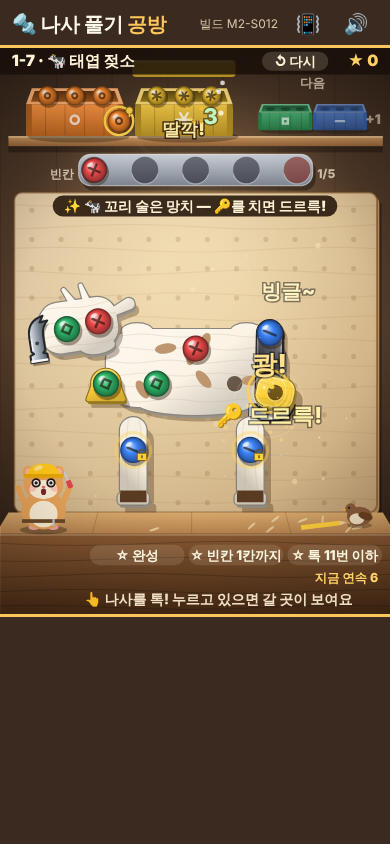 나사 풀기 공방
빌드 M2-S012
1-7 · 태엽 젖소
다시
★ 0
다음
딸깍!
3
+1
빈칸
1/5
✨ 🐄 꼬리 술은 망치 — 🔑를 치면 드르륵!
빙글~
쾅!
🔑 드르륵!
☆ 완성
☆ 빈칸 1칸까지
☆ 톡 11번 이하
지금 연속 6
👆 나사를 톡! 누르고 있으면 갈 곳이 보여요